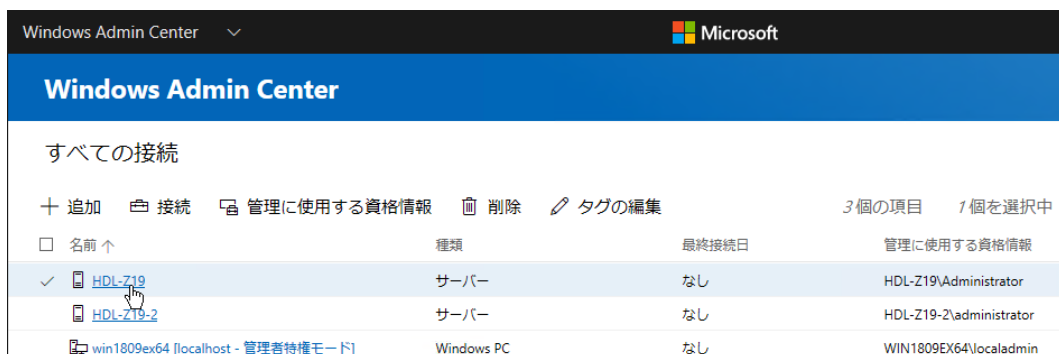 Windows Admin Center
Microsoft
Windows Admin Center
すべての接続
追加 接続 管理に使用する資格情報 削除 タグの編集 3個の項目 1個を選択中
名前 種類 最終接続日 管理に使用する資格情報
HDL-Z19 サーバー なし HDL-Z19\Administrator
HDL-Z19-2 サーバー なし HDL-Z19-2\administrator
win1809ex64 [localhost - 管理者特権モード] Windows PC なし WIN1809EX64\localadmin